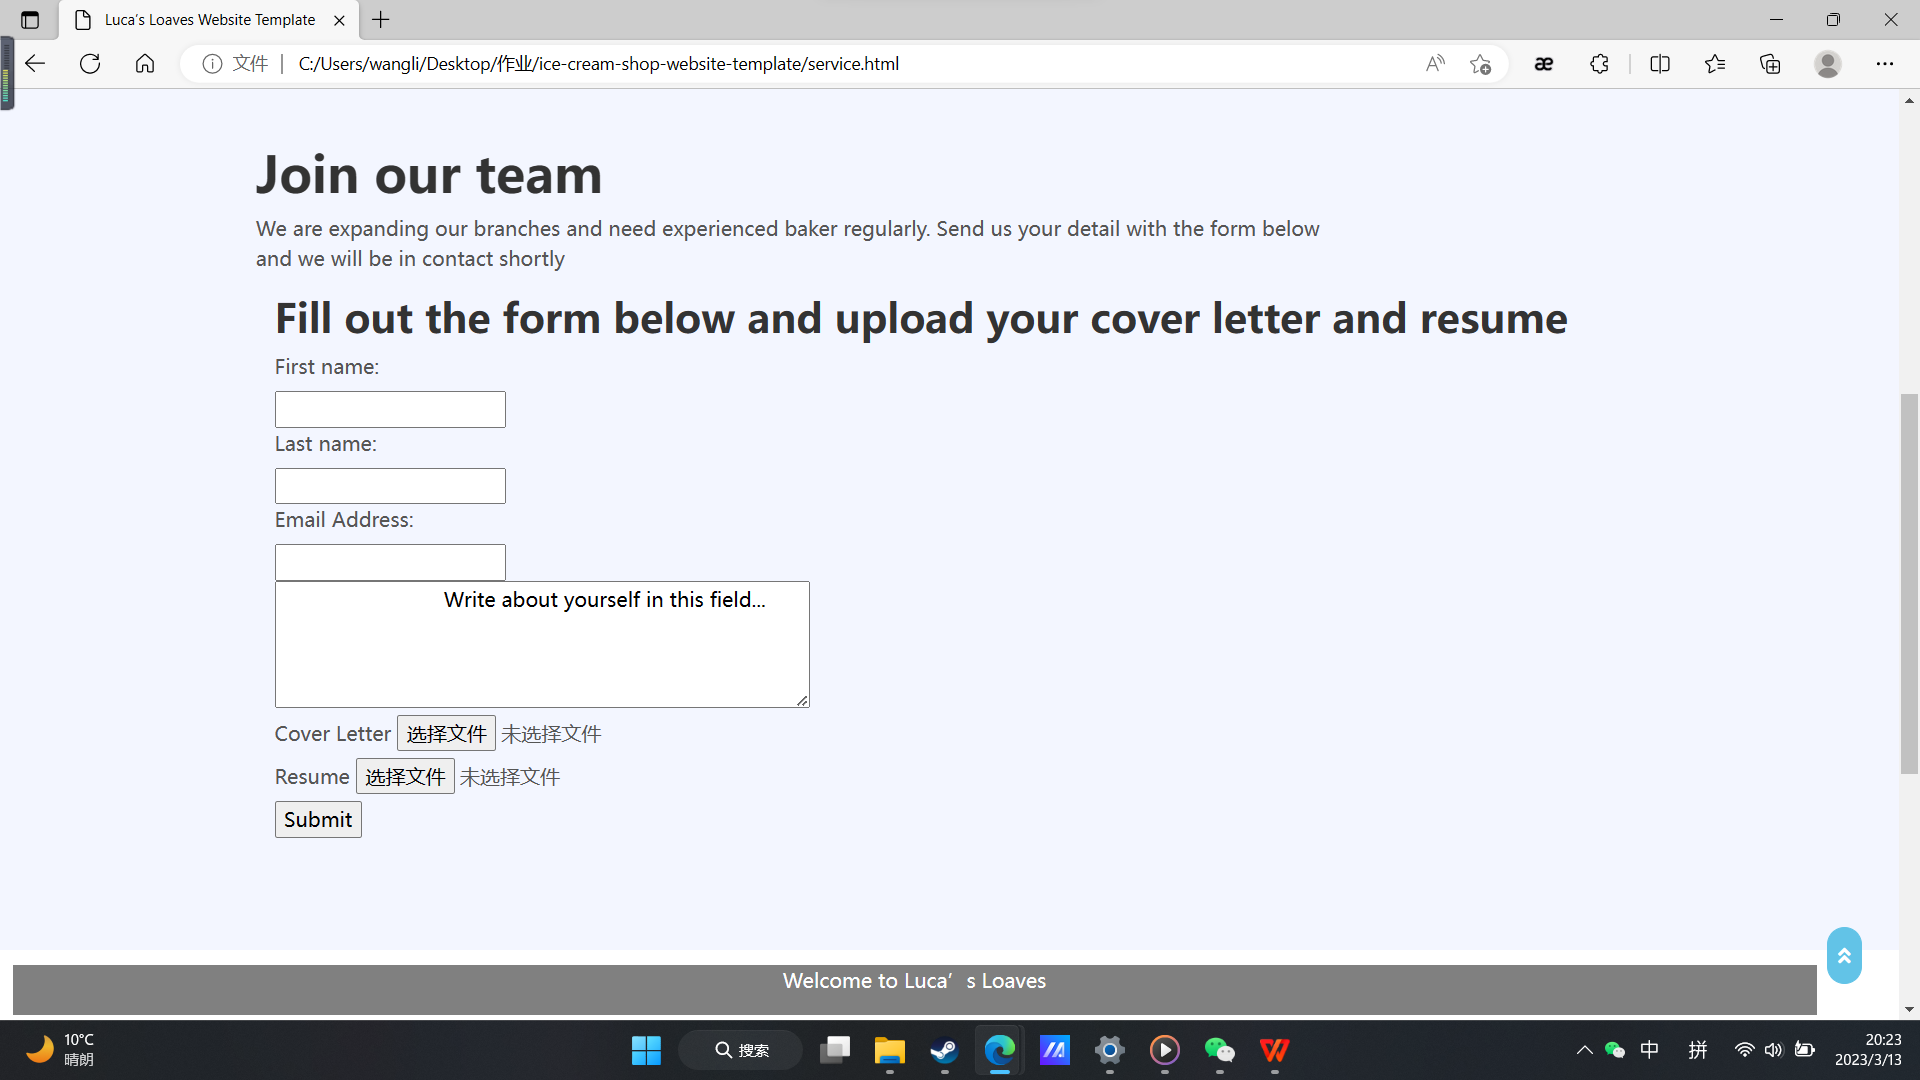 Luca's Loaves Website Template
文件
C:/Users/wangli/Desktop/作业/ice-cream-shop-website-template/service.html
Join our team
We are expanding our branches and need experienced baker regularly. Send us your detail with the form below
and we will be in contact shortly
Fill out the form below and upload your cover letter and resume
First name:
Last name:
Email Address:
Write about yourself in this field...
Cover Letter 选择文件 未选择文件
Resume 选择文件 未选择文件
Submit
Welcome to Luca’s Loaves
10°C
晴朗
搜索
中
拼
20:23
2023/3/13